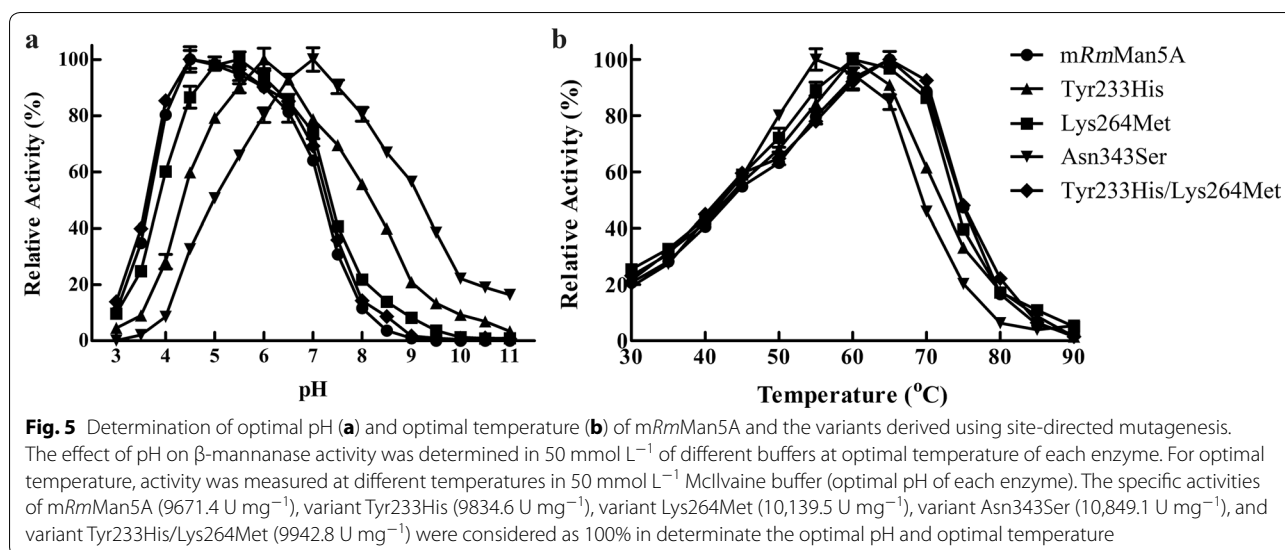 a
100
80
60
40
20
0
Relative Activity (%)
3 4 5 6 7 8 9 10 11
pH
b
100
80
60
40
20
0
Relative Activity (%)
30 40 50 60 70 80 90
Temperature (°C)
mRmMan5A
Tyr233His
Lys264Met
Asn343Ser
Tyr233His/Lys264Met
Fig. 5 Determination of optimal pH (a) and optimal temperature (b) of mRmMan5A and the variants derived using site-directed mutagenesis.
The effect of pH on β-mannanase activity was determined in 50 mmol L⁻¹ of different buffers at optimal temperature of each enzyme. For optimal
temperature, activity was measured at different temperatures in 50 mmol L⁻¹ McIlvaine buffer (optimal pH of each enzyme). The specific activities
of mRmMan5A (9671.4 U mg⁻¹), variant Tyr233His (9834.6 U mg⁻¹), variant Lys264Met (10,139.5 U mg⁻¹), variant Asn343Ser (10,849.1 U mg⁻¹), and
variant Tyr233His/Lys264Met (9942.8 U mg⁻¹) were considered as 100% in determinate the optimal pH and optimal temperature